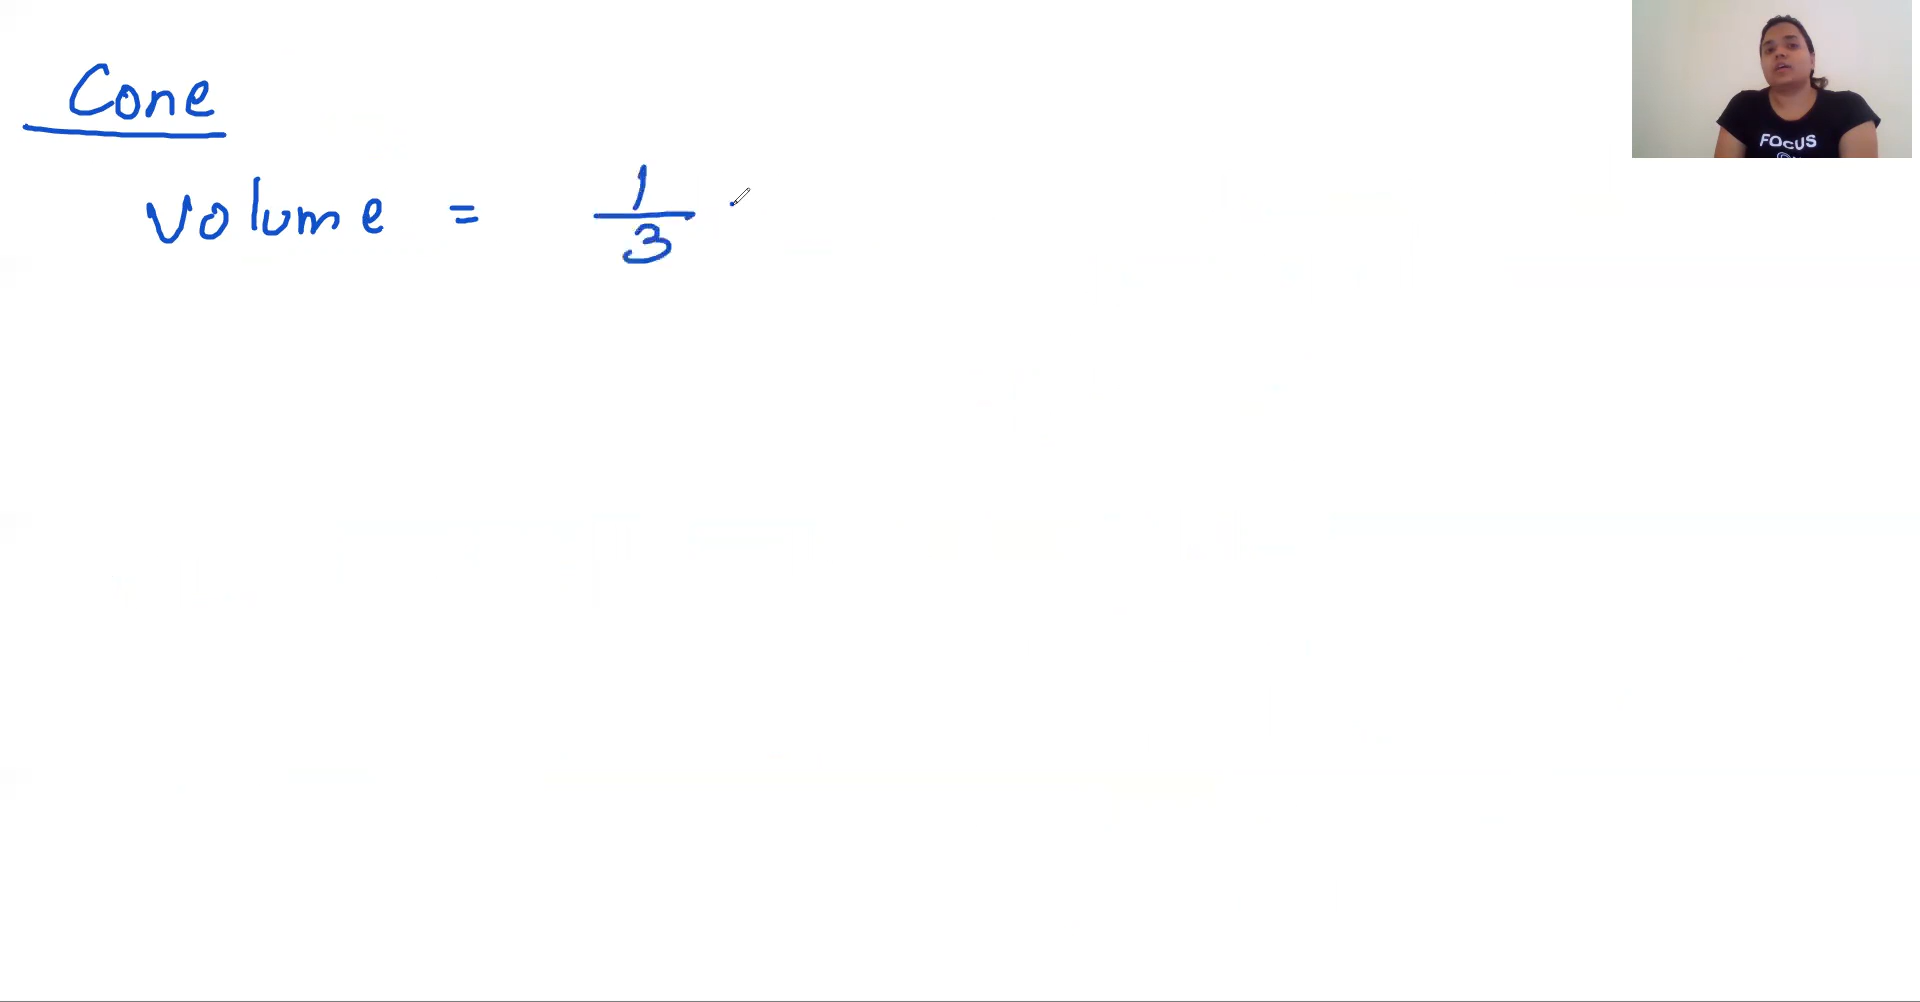 Cone
volume = 1/3
FOCUS